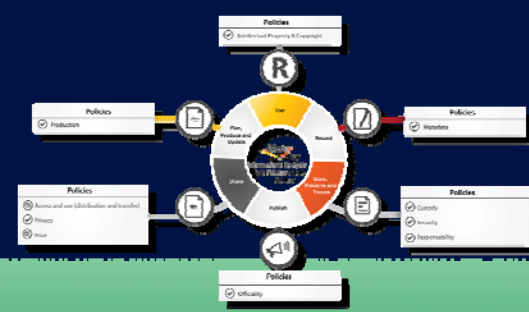 Policies
Intellectual Property & Copyright
R
Use
Policies
Production
Plan,
Produce and
Update
Record
Policies
Metadata
Share
Store,
Preserve and
Ensure
Publish
Policies
Access and use (distribution and transfer)
Privacy
Price
Policies
Custody
Security
Responsibility
Policies
Officiality